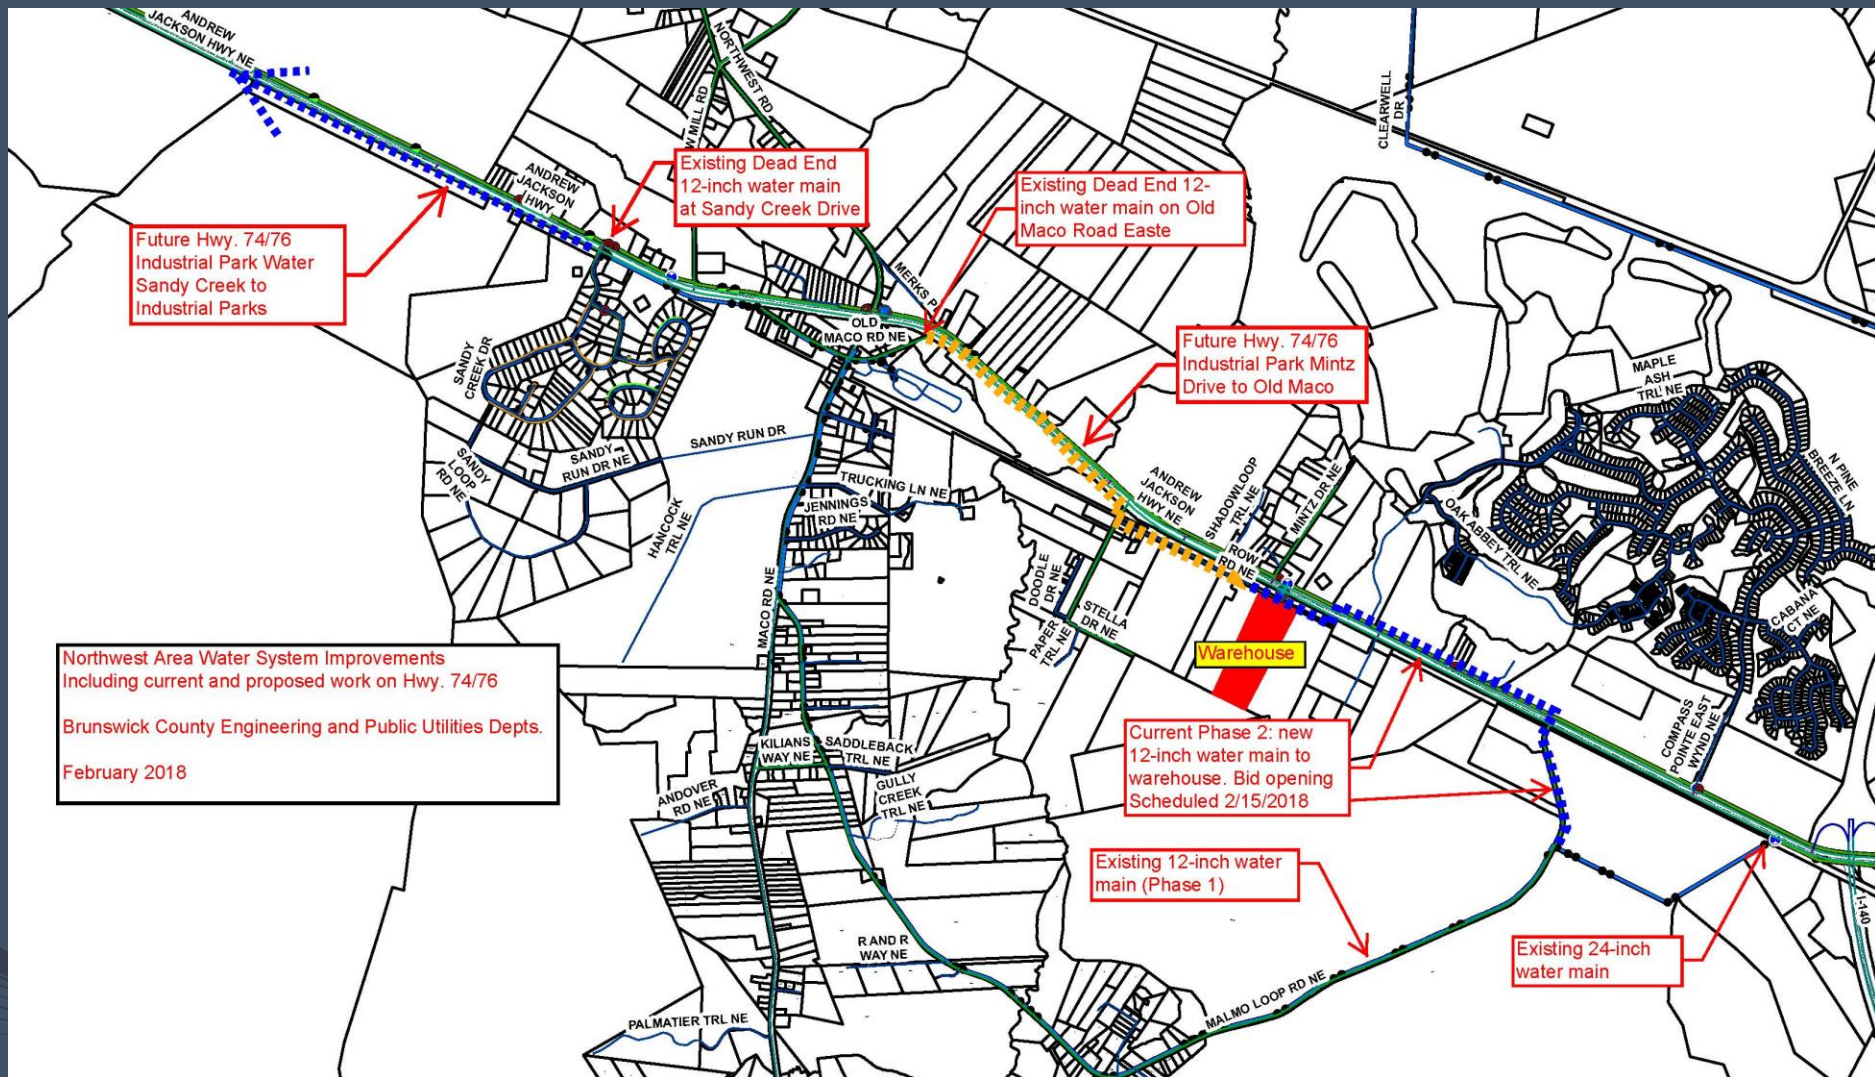 ANDREW
JACKSON HWY NE
NORTHWEST RD
W MILL RD
CLEARWELL
DR
Existing Dead End
12-inch water main
at Sandy Creek Drive
Existing Dead End 12-
inch water main on Old
Maco Road Easte
ANDREW
JACKSON
HWY
Future Hwy. 74/76
Industrial Park Water
Sandy Creek to
Industrial Parks
MERKS
OLD
MACO RD NE
Future Hwy. 74/76
Industrial Park Mintz
Drive to Old Maco
SANDY
CREEK DR
MAPLE
ASH
TRL NE
N PINE
BREEZE LN
SANDY RUN DR
SANDY
RUN DR NE
SANDY
LOOP
RD NE
TRUCKING LN NE
JENNINGS
RD NE
HANCOCK
TRL NE
ANDREW
JACKSON
HWY NE
SHADOWLOOP
TRL NE
MINTZ DR NE
ROW
RD NE
OAK ABBEY TRL NE
DOODLE
DR NE
STELLA
DR NE
PAPER
TRL NE
CABANA
CT NE
MACO RD NE
Warehouse
Northwest Area Water System Improvements
Including current and proposed work on Hwy. 74/76
Brunswick County Engineering and Public Utilities Depts.
February 2018
COMPASS
POINTE EAST
WYND NE
Current Phase 2: new
12-inch water main to
warehouse. Bid opening
Scheduled 2/15/2018
KILIANS
WAY NE
SADDLEBACK
TRL NE
GULLY
CREEK
TRL NE
ANDOVER
RD NE
Existing 12-inch water
main (Phase 1)
I-140
R AND R
WAY NE
Existing 24-inch
water main
MALMO LOOP RD NE
PALMATIER TRL NE